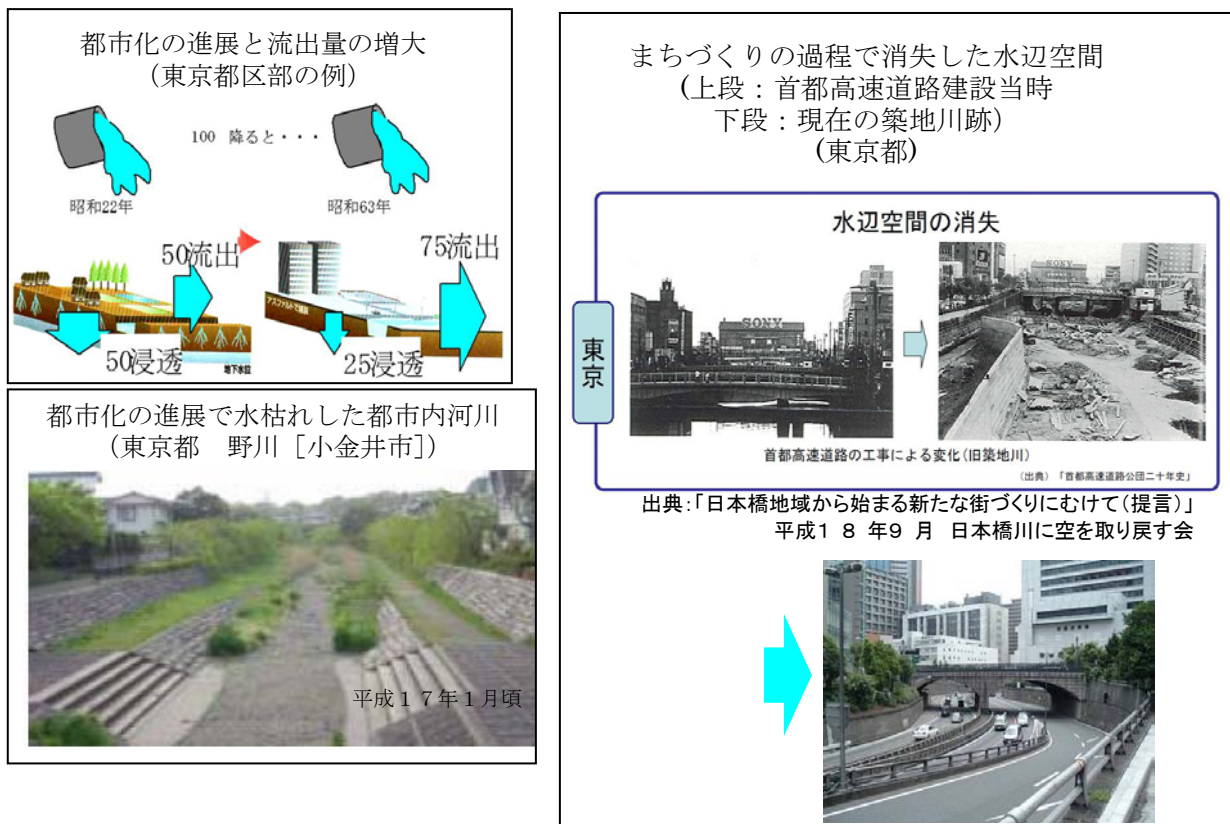 都市化の進展と流出量の増大
（東京都区部の例）
100 降ると・・・
昭和22年
昭和63年
50流出
75流出
アスファルトで舗装
50浸透
地下水位
25浸透
都市化の進展で水枯れした都市内河川
（東京都　野川［小金井市］）
平成１７年１月頃
まちづくりの過程で消失した水辺空間
(上段：首都高速道路建設当時
下段：現在の築地川跡）
(東京都）
水辺空間の消失
東京
SONY
SONY
首都高速道路の工事による変化(旧築地川)
（出典）「首都高速道路公団二十年史」
出典:「日本橋地域から始まる新たな街づくりにむけて(提言)」
平成１８年９月　日本橋川に空を取り戻す会